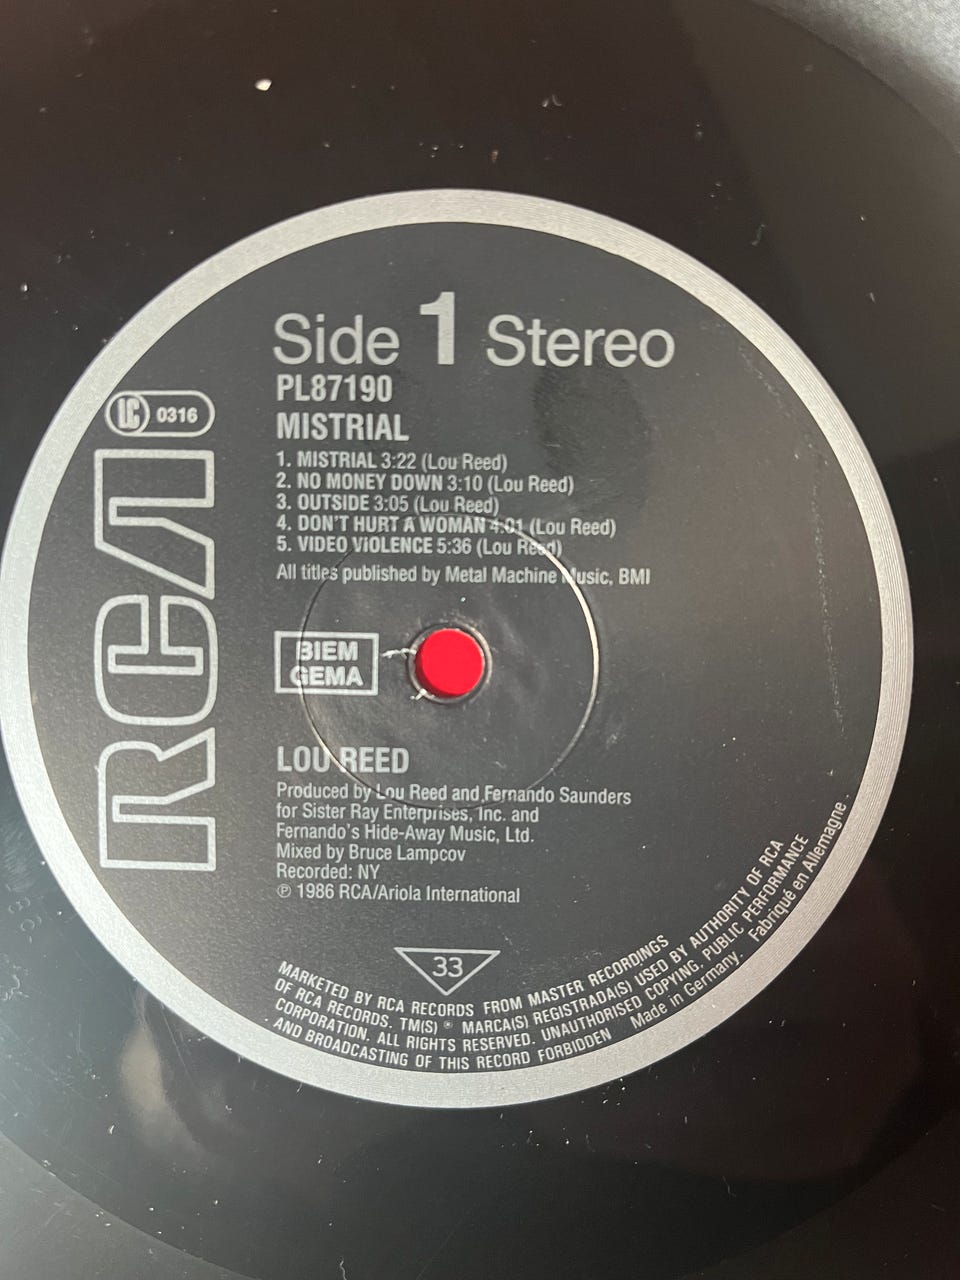 Side 1 Stereo
PL87190
MISTRIAL
1. MISTRIAL 3:22 (Lou Reed)
2. NO MONEY DOWN 3:10 (Lou Reed)
3. OUTSIDE 3:05 (Lou Reed)
4. DON'T HURT A WOMAN 4:01 (Lou Reed)
5. VIDEO ViOLENCE 5:36 (Lou Reed)
All titles published by Metal Machine Music, BMI
LC 0316
RCA
BIEM
GEMA
LOU REED
Produced by Lou Reed and Fernando Saunders
for Sister Ray Enterprises, Inc. and
Fernando's Hide-Away Music, Ltd.
Mixed by Bruce Lampcov
Recorded: NY
℗ 1986 RCA/Ariola International
33
MARKETED BY RCA RECORDS FROM MASTER RECORDINGS
OF RCA RECORDS. TM(S) ® MARCA(S) REGISTRADA(S) USED BY AUTHORITY OF RCA
CORPORATION. ALL RIGHTS RESERVED. UNAUTHORISED COPYING, PUBLIC PERFORMANCE
AND BROADCASTING OF THIS RECORD FORBIDDEN Made in Germany. Fabriqué en Allemagne.